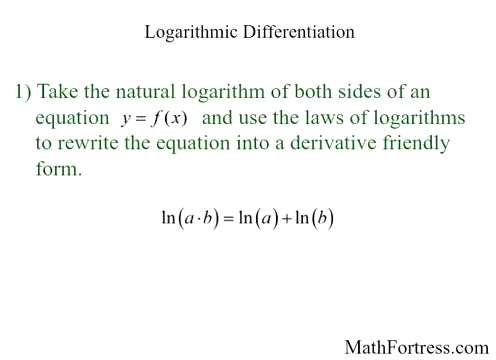 Logarithmic Differentiation
1) Take the natural logarithm of both sides of an
equation y = f(x) and use the laws of logarithms
to rewrite the equation into a derivative friendly
form.
ln(a·b) = ln(a) + ln(b)
MathFortress.com